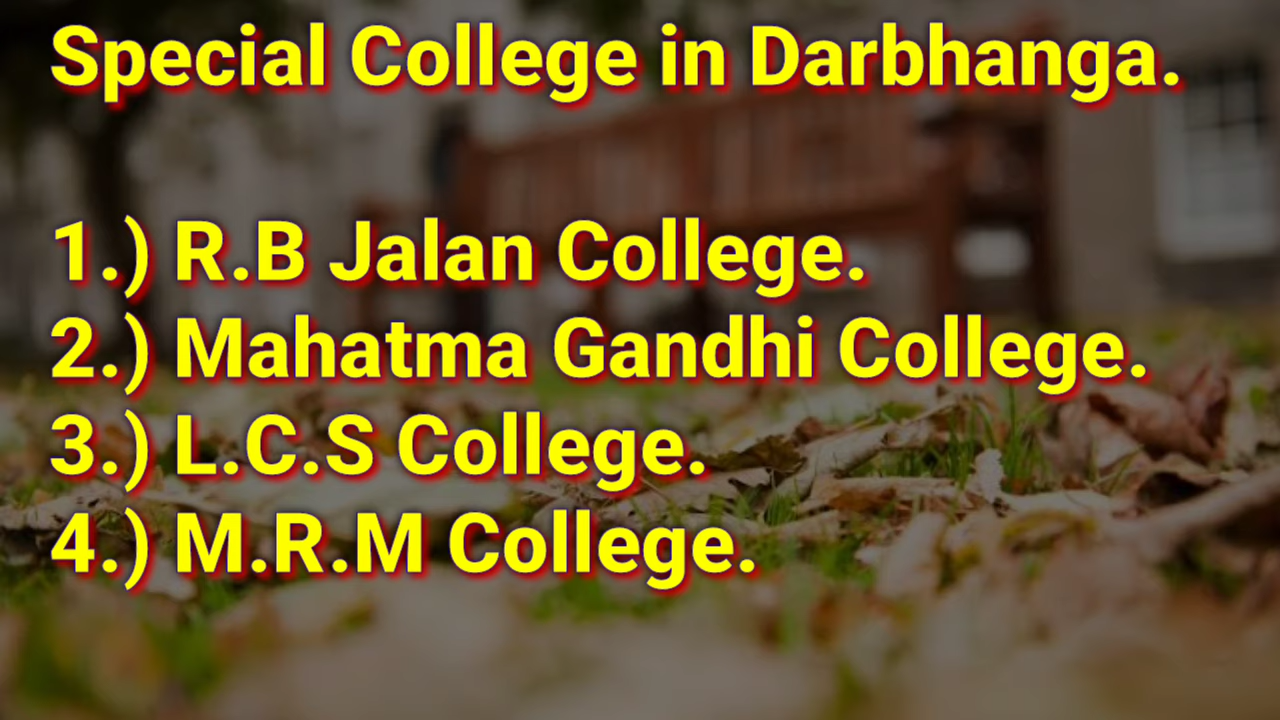 Special College in Darbhanga.
1.) R.B Jalan College.
2.) Mahatma Gandhi College.
3.) L.C.S College.
4.) M.R.M College.